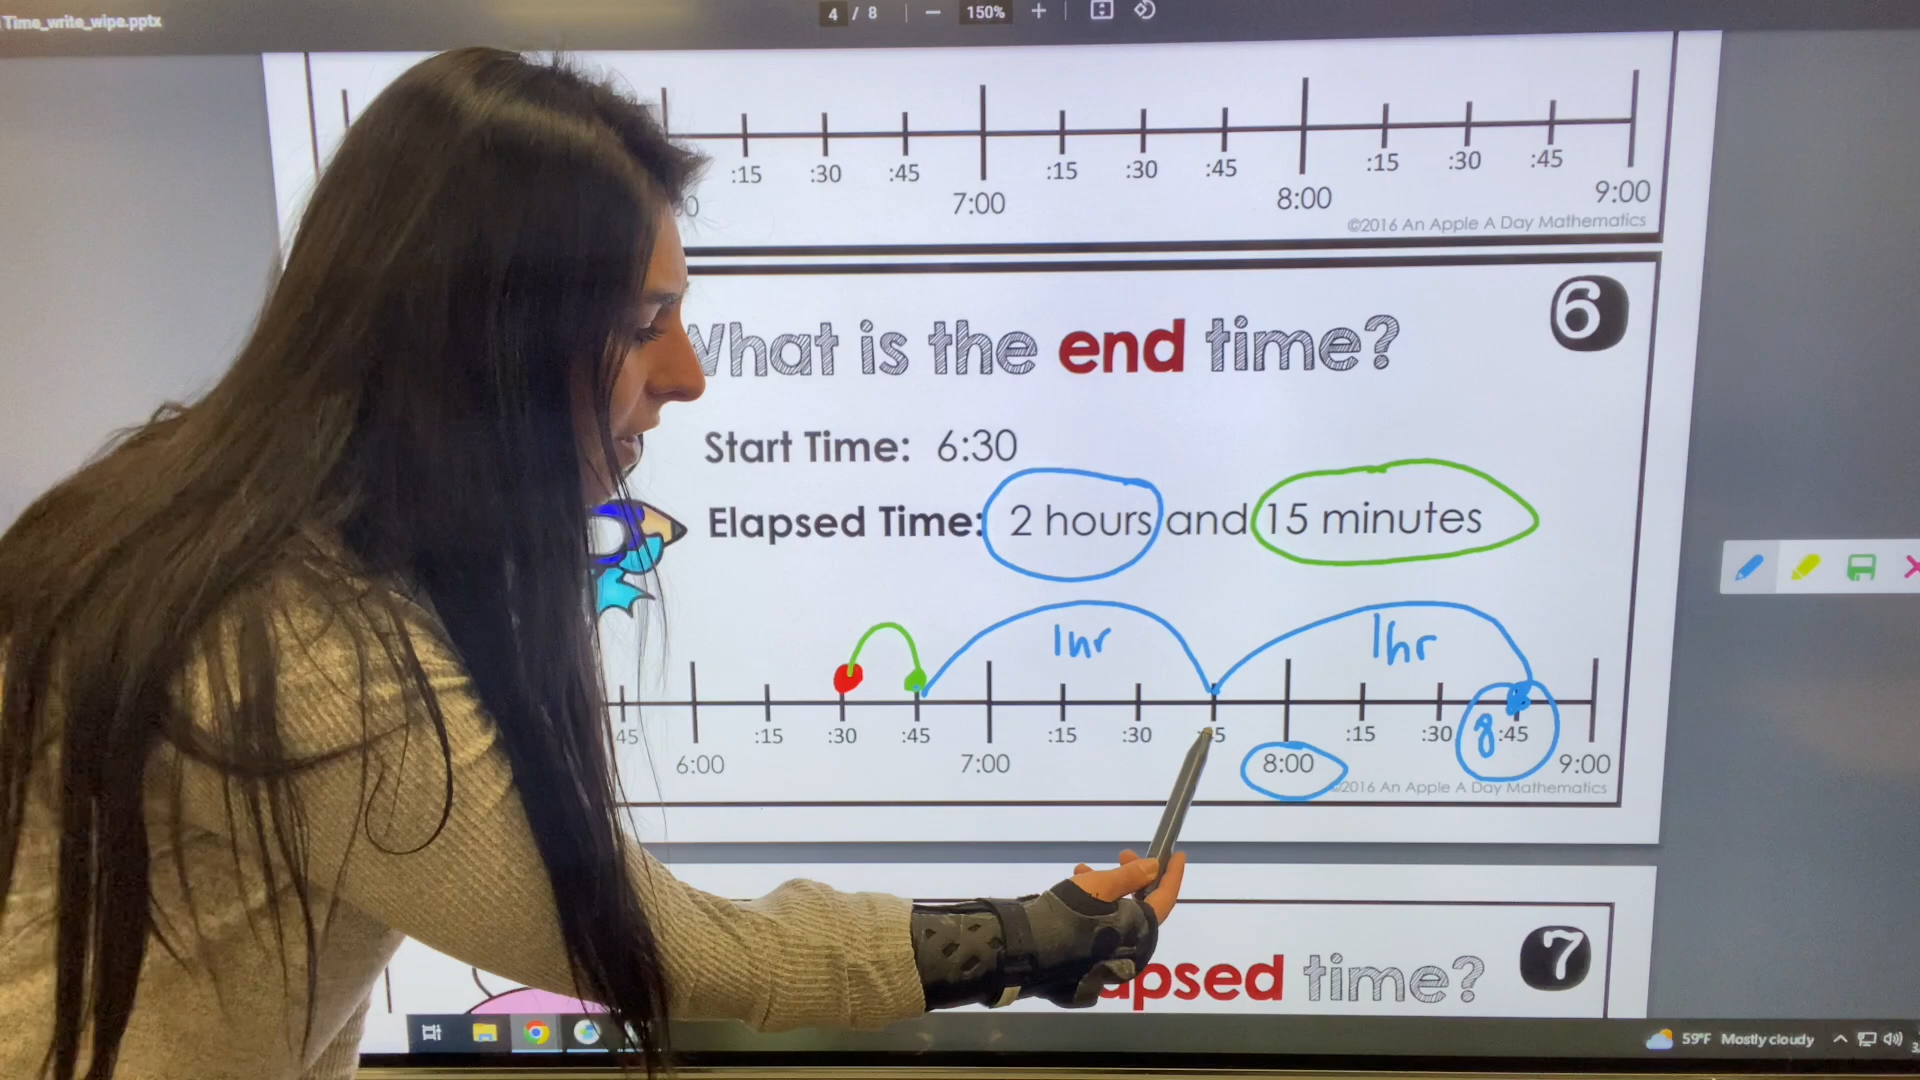 Time_write_wipe.pptx
4 / 8
150%
:15 :30 :45 :15 :30 :45 :15 :30 :45
7:00 8:00 9:00
©2016 An Apple A Day Mathematics
6
What is the end time?
Start Time: 6:30
Elapsed Time: 2 hours and 15 minutes
1hr 1hr
45 :15 :30 :45 :15 :30 :15 :30 8 :45
6:00 7:00 8:00 9:00
2016 An Apple A Day Mathematics
7
apsed time?
59°F Mostly cloudy